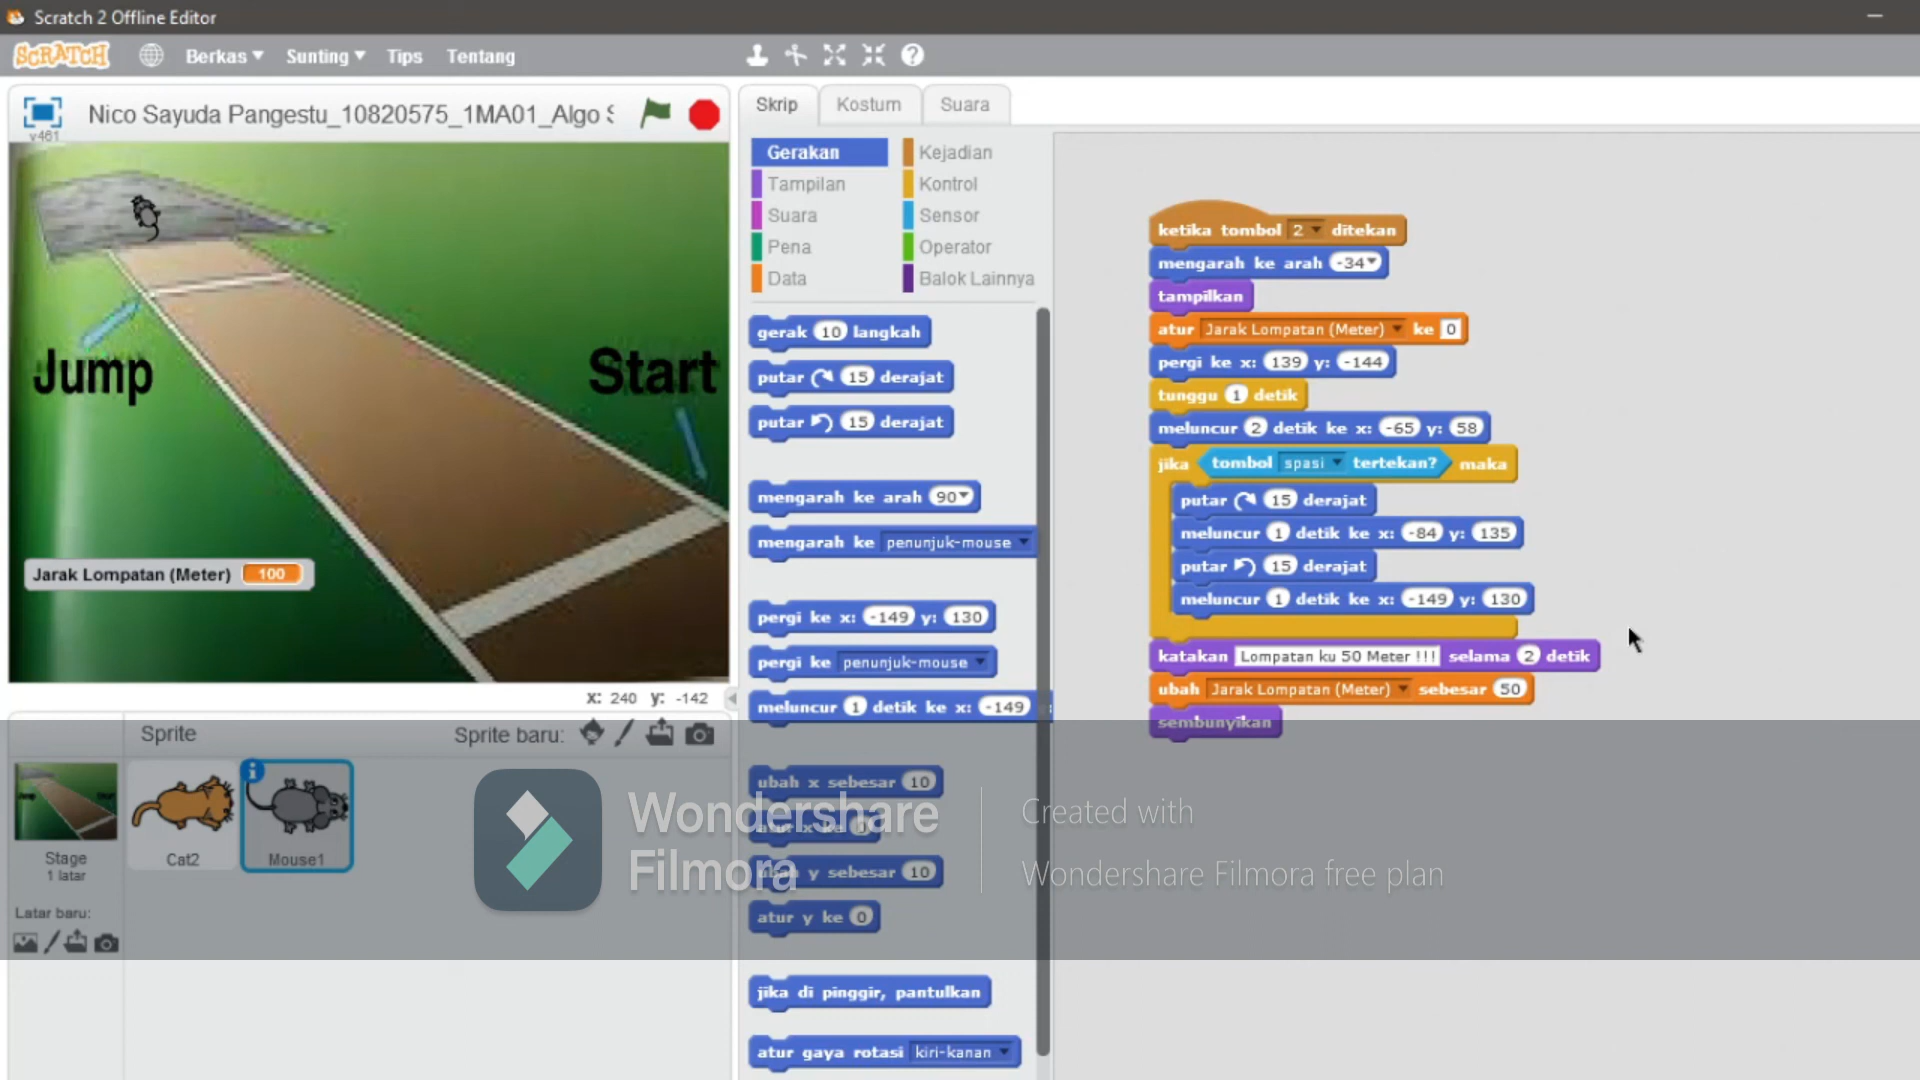 Scratch 2 Offline Editor
SCRATCH Berkas Sunting Tips Tentang
v461 Nico Sayuda Pangestu_10820575_1MA01_Algo
Jump
Start
Jarak Lompatan (Meter) 100
x: 240 y: -142
Sprite Sprite baru:
Stage
1 latar
Cat2
Mouse1
Latar baru:
Skrip Kostum Suara
Gerakan Kejadian
Tampilan Kontrol
Suara Sensor
Pena Operator
Data Balok Lainnya
gerak 10 langkah
putar 15 derajat
putar 15 derajat
mengarah ke arah 90
mengarah ke penunjuk-mouse
pergi ke x: -149 y: 130
pergi ke penunjuk-mouse
meluncur 1 detik ke x: -149
ubah x sebesar 10
atur x ke 0
ubah y sebesar 10
atur y ke 0
jika di pinggir, pantulkan
atur gaya rotasi kiri-kanan
ketika tombol 2 ditekan
mengarah ke arah -34
tampilkan
atur Jarak Lompatan (Meter) ke 0
pergi ke x: 139 y: -144
tunggu 1 detik
meluncur 2 detik ke x: -65 y: 58
jika tombol spasi tertekan? maka
putar 15 derajat
meluncur 1 detik ke x: -84 y: 135
putar 15 derajat
meluncur 1 detik ke x: -149 y: 130
katakan Lompatan ku 50 Meter !!! selama 2 detik
ubah Jarak Lompatan (Meter) sebesar 50
sembunyikan
Wondershare
Filmora
Created with
Wondershare Filmora free plan